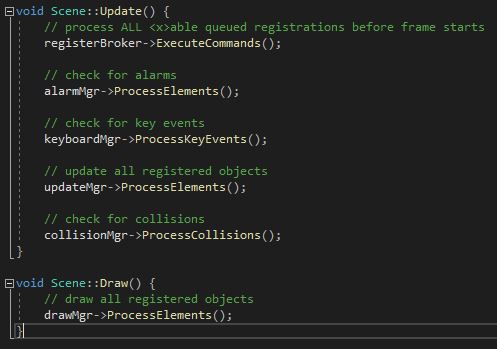 void Scene::Update() {
// process ALL <x>able queued registrations before frame starts
registerBroker->ExecuteCommands();
// check for alarms
alarmMgr->ProcessElements();
// check for key events
keyboardMgr->ProcessKeyEvents();
// update all registered objects
updateMgr->ProcessElements();
// check for collisions
collisionMgr->ProcessCollisions();
}
void Scene::Draw() {
// draw all registered objects
drawMgr->ProcessElements();
}